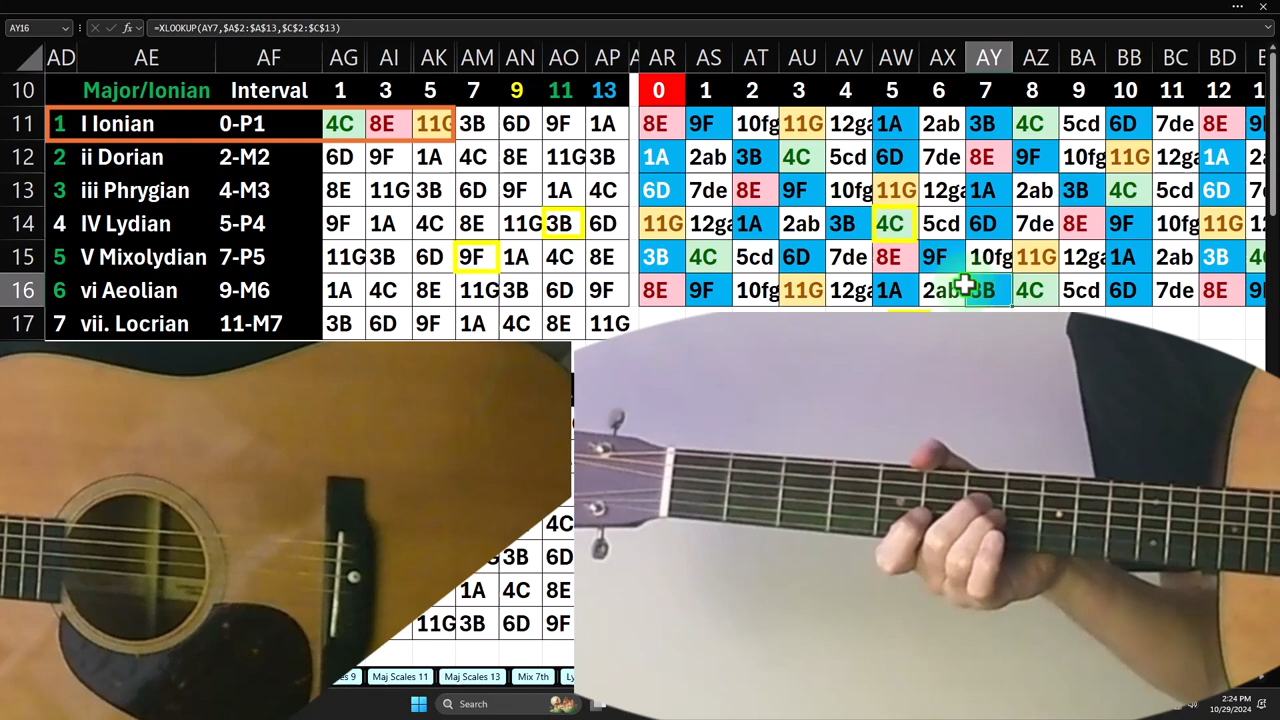 AY16 fx =XLOOKUP(AY7,$A$2:$A$13,$C$2:$C$13)
AD AE AF AG AI AK AM AN AO AP AR AS AT AU AV AW AX AY AZ BA BB BC BD
10 Major/Ionian Interval 1 3 5 7 9 11 13 0 1 2 3 4 5 6 7 8 9 10 11 12
11 1 I Ionian 0-P1 4C 8E 11G 3B 6D 9F 1A 8E 9F 10fg 11G 12ga 1A 2ab 3B 4C 5cd 6D 7de 8E
12 2 ii Dorian 2-M2 6D 9F 1A 4C 8E 11G 3B 1A 2ab 3B 4C 5cd 6D 7de 8E 9F 10fg 11G 12ga 1A
13 3 iii Phrygian 4-M3 8E 11G 3B 6D 9F 1A 4C 6D 7de 8E 9F 10fg 11G 12ga 1A 2ab 3B 4C 5cd 6D
14 4 IV Lydian 5-P4 9F 1A 4C 8E 11G 3B 6D 11G 12ga 1A 2ab 3B 4C 5cd 6D 7de 8E 9F 10fg 11G
15 5 V Mixolydian 7-P5 11G 3B 6D 9F 1A 4C 8E 3B 4C 5cd 6D 7de 8E 9F 10fg 11G 12ga 1A 2ab 3B
16 6 vi Aeolian 9-M6 1A 4C 8E 11G 3B 6D 9F 8E 9F 10fg 11G 12ga 1A 2ab 3B 4C 5cd 6D 7de 8E
17 7 vii. Locrian 11-M7 3B 6D 9F 1A 4C 8E 11G
4C
3B 6D
1A 4C 8E
11G 3B 6D 9F
Maj Scales 11 Maj Scales 13 Mix 7th
Search
2:24 PM
10/29/2024